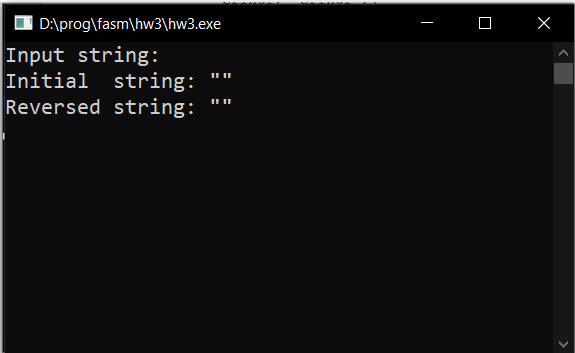 D:\prog\fasm\hw3\hw3.exe
Input string:
Initial  string: ""
Reversed string: ""